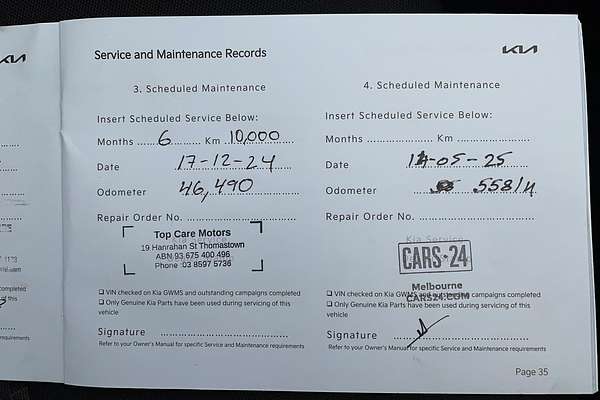 Service and Maintenance Records
KIA
3. Scheduled Maintenance
Insert Scheduled Service Below:
Months 6 Km 10,000
Date 17-12-24
Odometer 46,490
Repair Order No.
Kia Service
Top Care Motors
19 Hanrahan St Thomastown
ABN 93 675 400 496
Phone :03 8597 5736
❑ VIN checked on Kia GWMS and outstanding campaigns completed
❑ Only Genuine Kia Parts have been used during servicing of this
vehicle
Signature
Refer to your Owner's Manual for specific Service and Maintenance requirements
4. Scheduled Maintenance
Insert Scheduled Service Below:
Months Km
Date -05-25
Odometer
Repair Order No.
Kia Service
CARS·24
Melbourne
CARS24.COM
❑ VIN checked on Kia GWMS and outstanding campaigns completed
❑ Only Genuine Kia Parts have been used during servicing of this
vehicle
Signature
Refer to your Owner's Manual for specific Service and Maintenance requirements
Page 35